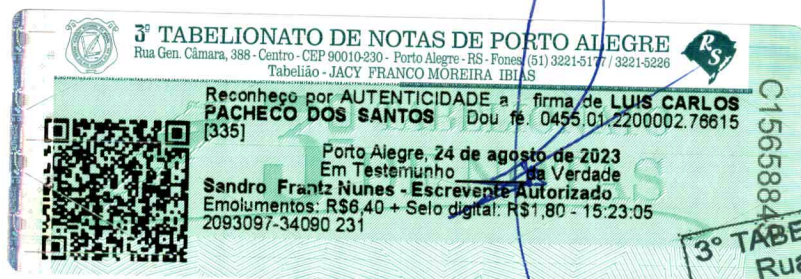 3º TABELIONATO DE NOTAS DE PORTO ALEGRE
Rua Gen. Câmara, 388 - Centro - CEP 90010-230 - Porto Alegre - RS - Fones: (51) 3221-5177 / 3221-5226
Tabelião - JACY FRANCO MOREIRA IBIAS
RS
Reconheço por AUTENTICIDADE a firma de LUIS CARLOS
PACHECO DOS SANTOS Dou fé. 0455.01.2200002.76615
[335]
Porto Alegre, 24 de agosto de 2023
Em Testemunho ______ da Verdade
Sandro Frantz Nunes - Escrevente Autorizado
Emolumentos: R$6,40 + Selo digital: R$1,80 - 15:23:05
2093097-34090 231
3º TABE
Rua